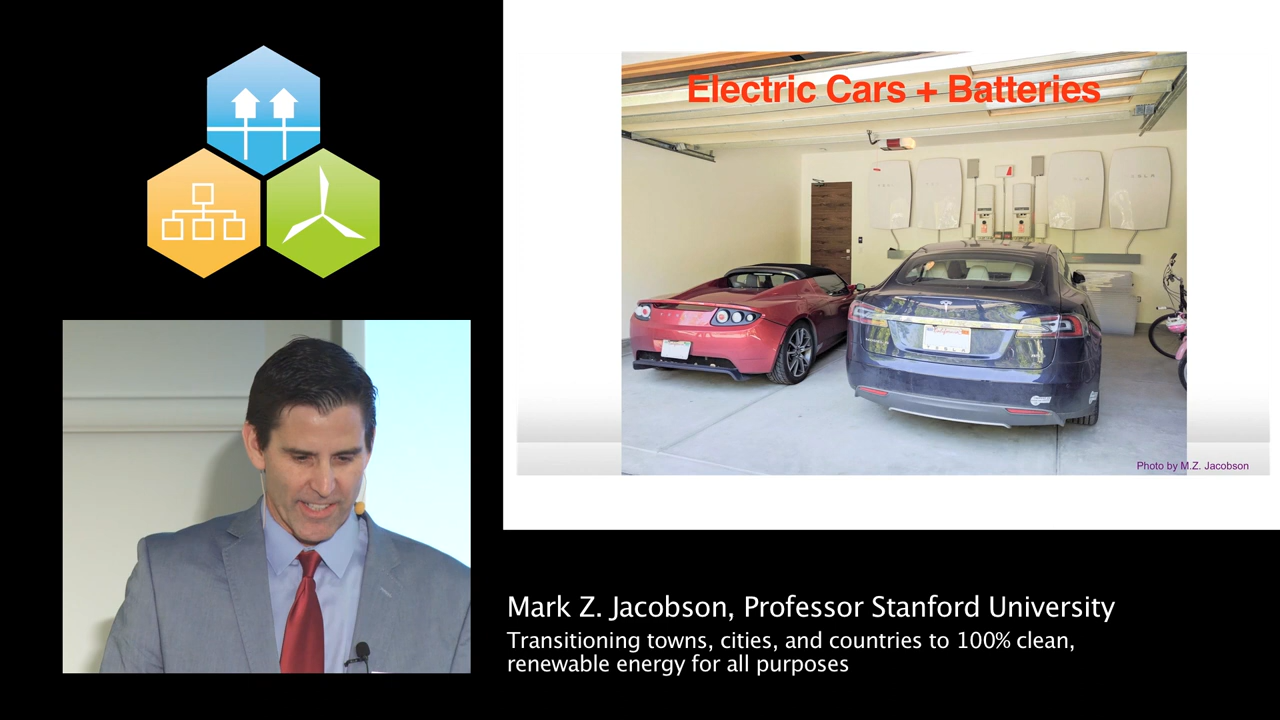 Electric Cars + Batteries
Photo by M.Z. Jacobson
Mark Z. Jacobson, Professor Stanford University
Transitioning towns, cities, and countries to 100% clean,
renewable energy for all purposes